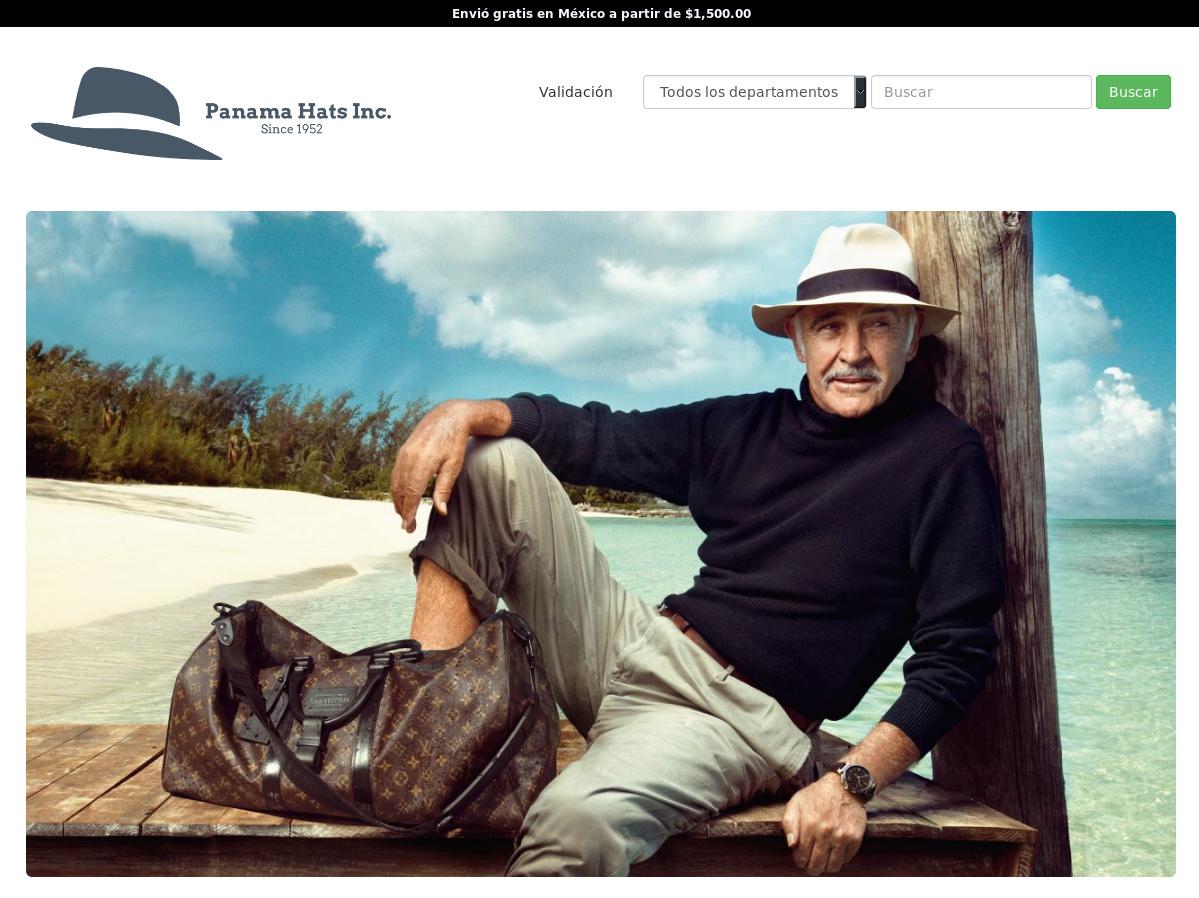 Envió gratis en México a partir de $1,500.00
Panama Hats Inc.
Since 1952
Validación
Todos los departamentos
Buscar
Buscar